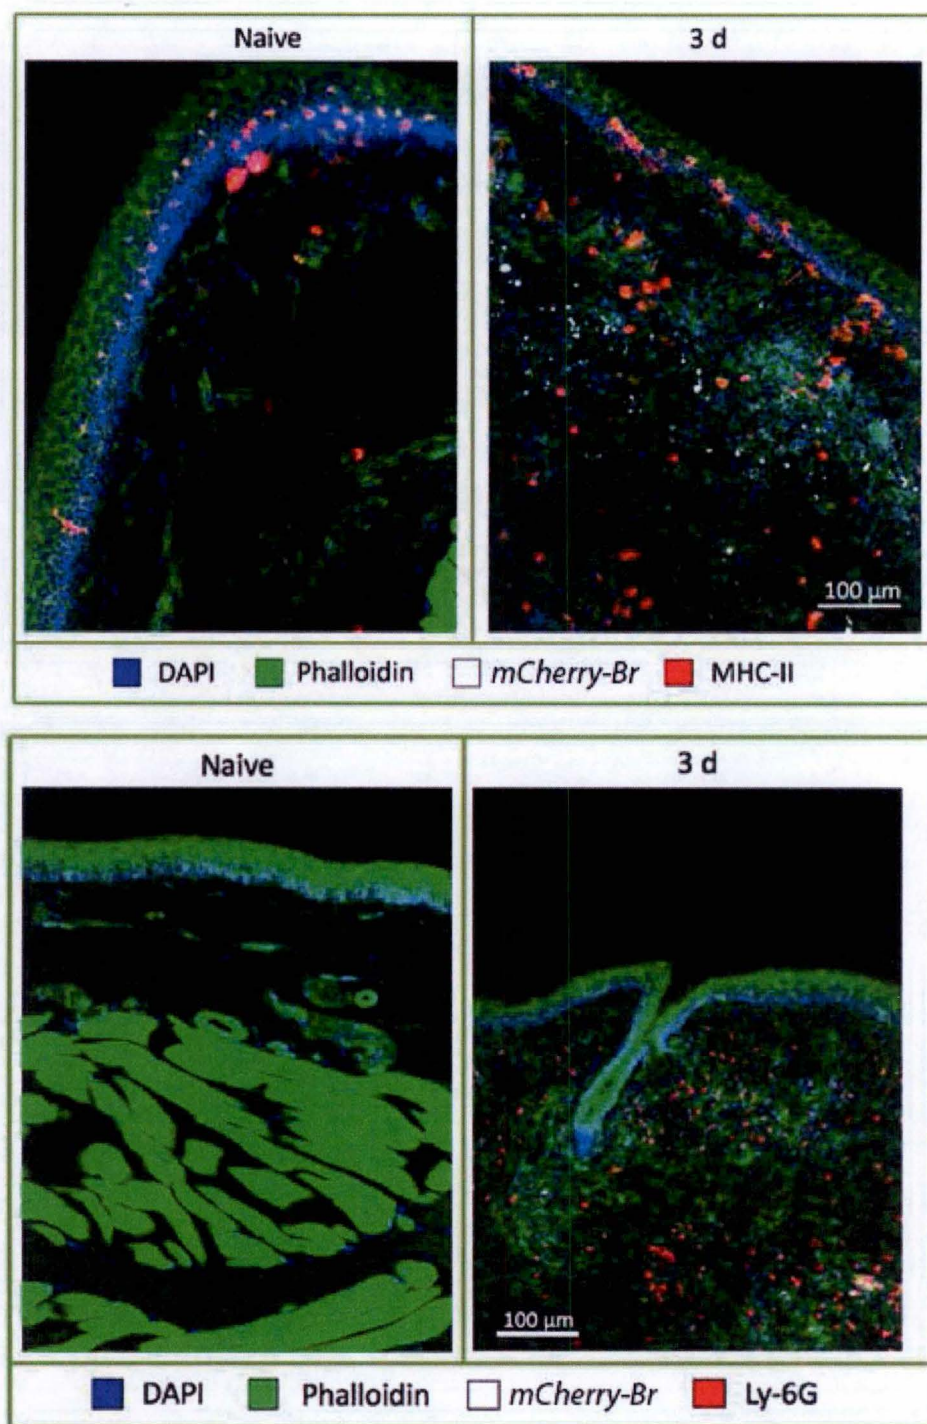 Naive 3 d
100 µm
DAPI Phalloidin mCherry-Br MHC-II
Naive 3 d
100 µm
DAPI Phalloidin mCherry-Br Ly-6G